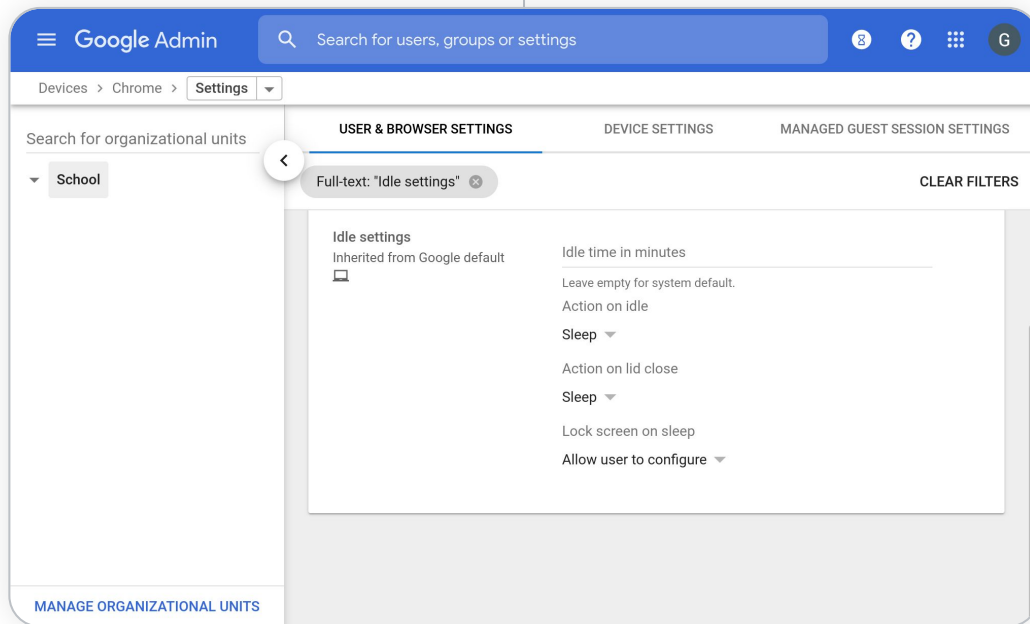 Google Admin
Search for users, groups or settings
G
Devices > Chrome > Settings
Search for organizational units
School
MANAGE ORGANIZATIONAL UNITS
USER & BROWSER SETTINGS
DEVICE SETTINGS
MANAGED GUEST SESSION SETTINGS
Full-text: "Idle settings"
CLEAR FILTERS
Idle settings
Inherited from Google default
Idle time in minutes
Leave empty for system default.
Action on idle
Sleep
Action on lid close
Sleep
Lock screen on sleep
Allow user to configure